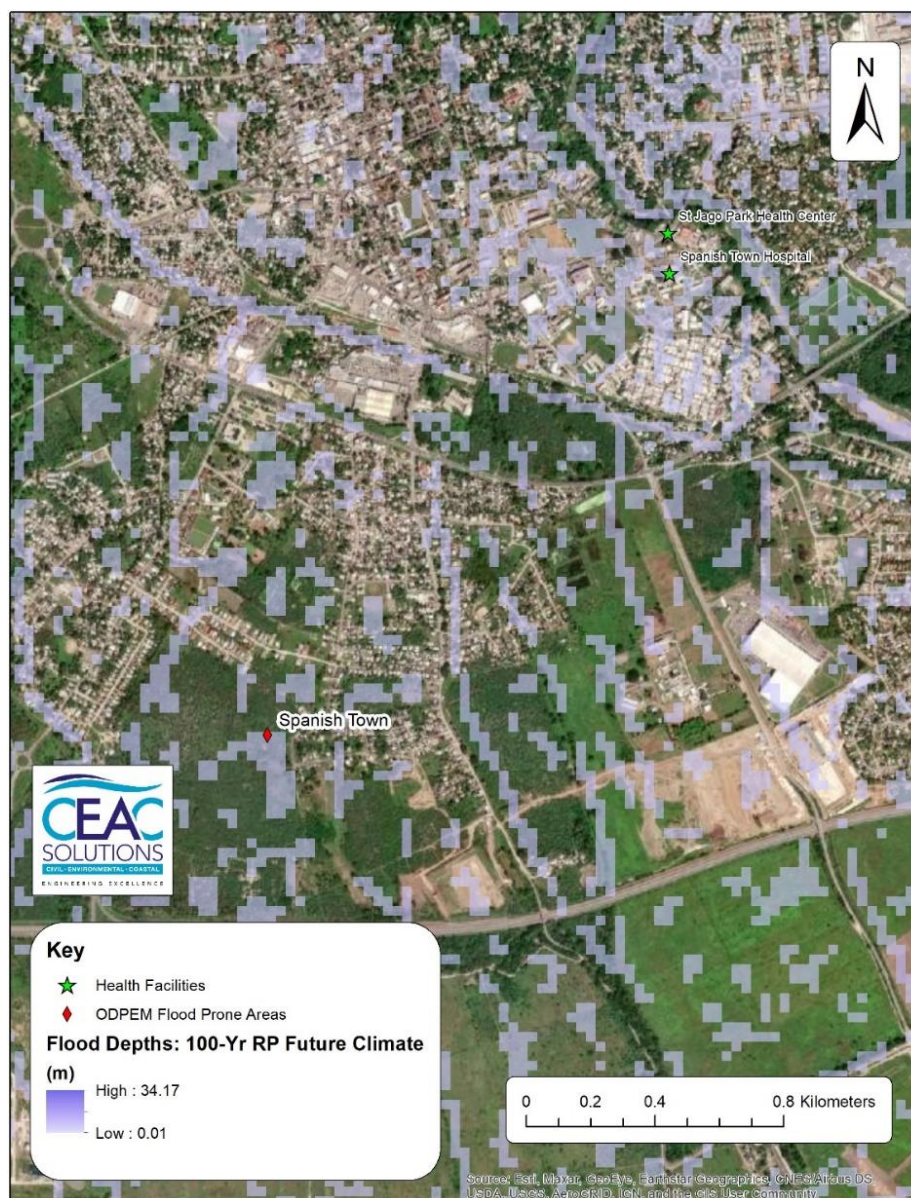 N
St Jago Park Health Center
Spanish Town Hospital
Spanish Town
CEAC
SOLUTIONS
CIVIL · ENVIRONMENTAL · COASTAL
ENGINEERING EXCELLENCE
Key
Health Facilities
ODPEM Flood Prone Areas
Flood Depths: 100-Yr RP Future Climate
(m)
High : 34.17
Low : 0.01
0 0.2 0.4 0.8 Kilometers
Source: Esri, Maxar, GeoEye, Earthstar Geographics, CNES/Airbus DS
USDA, USGS, AeroGRID, IGN, and the GIS User Community